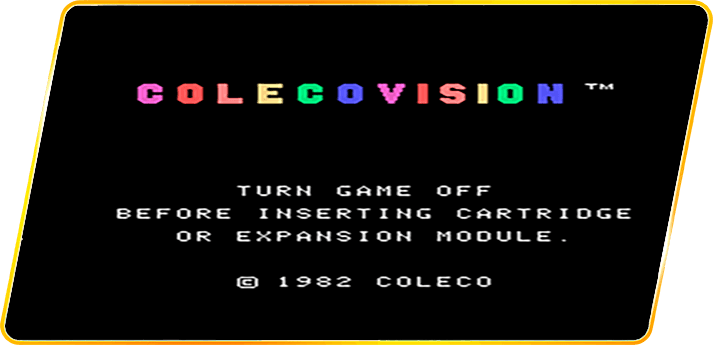 COLECOVISION ™
TURN GAME OFF
BEFORE INSERTING CARTRIDGE
OR EXPANSION MODULE.
© 1982 COLECO